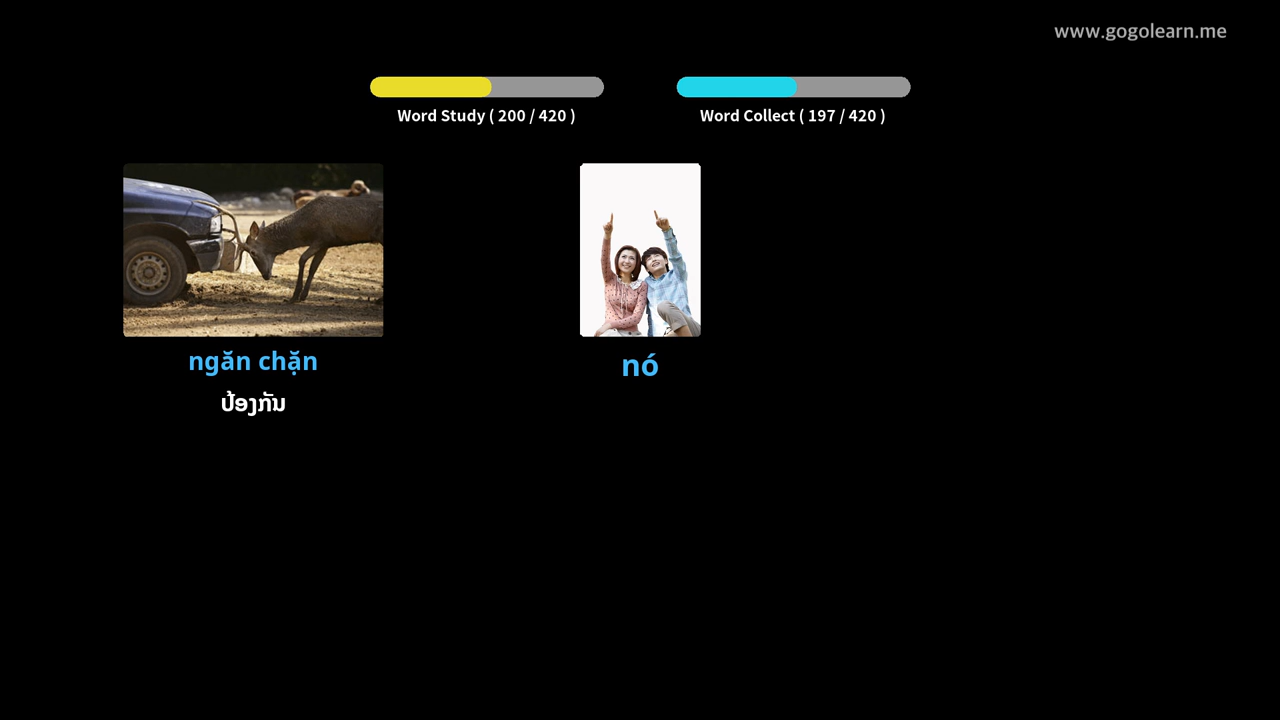 www.gogolearn.me
Word Study ( 200 / 420 )
Word Collect ( 197 / 420 )
ngăn chặn
nó
ປ້ອງກັນ